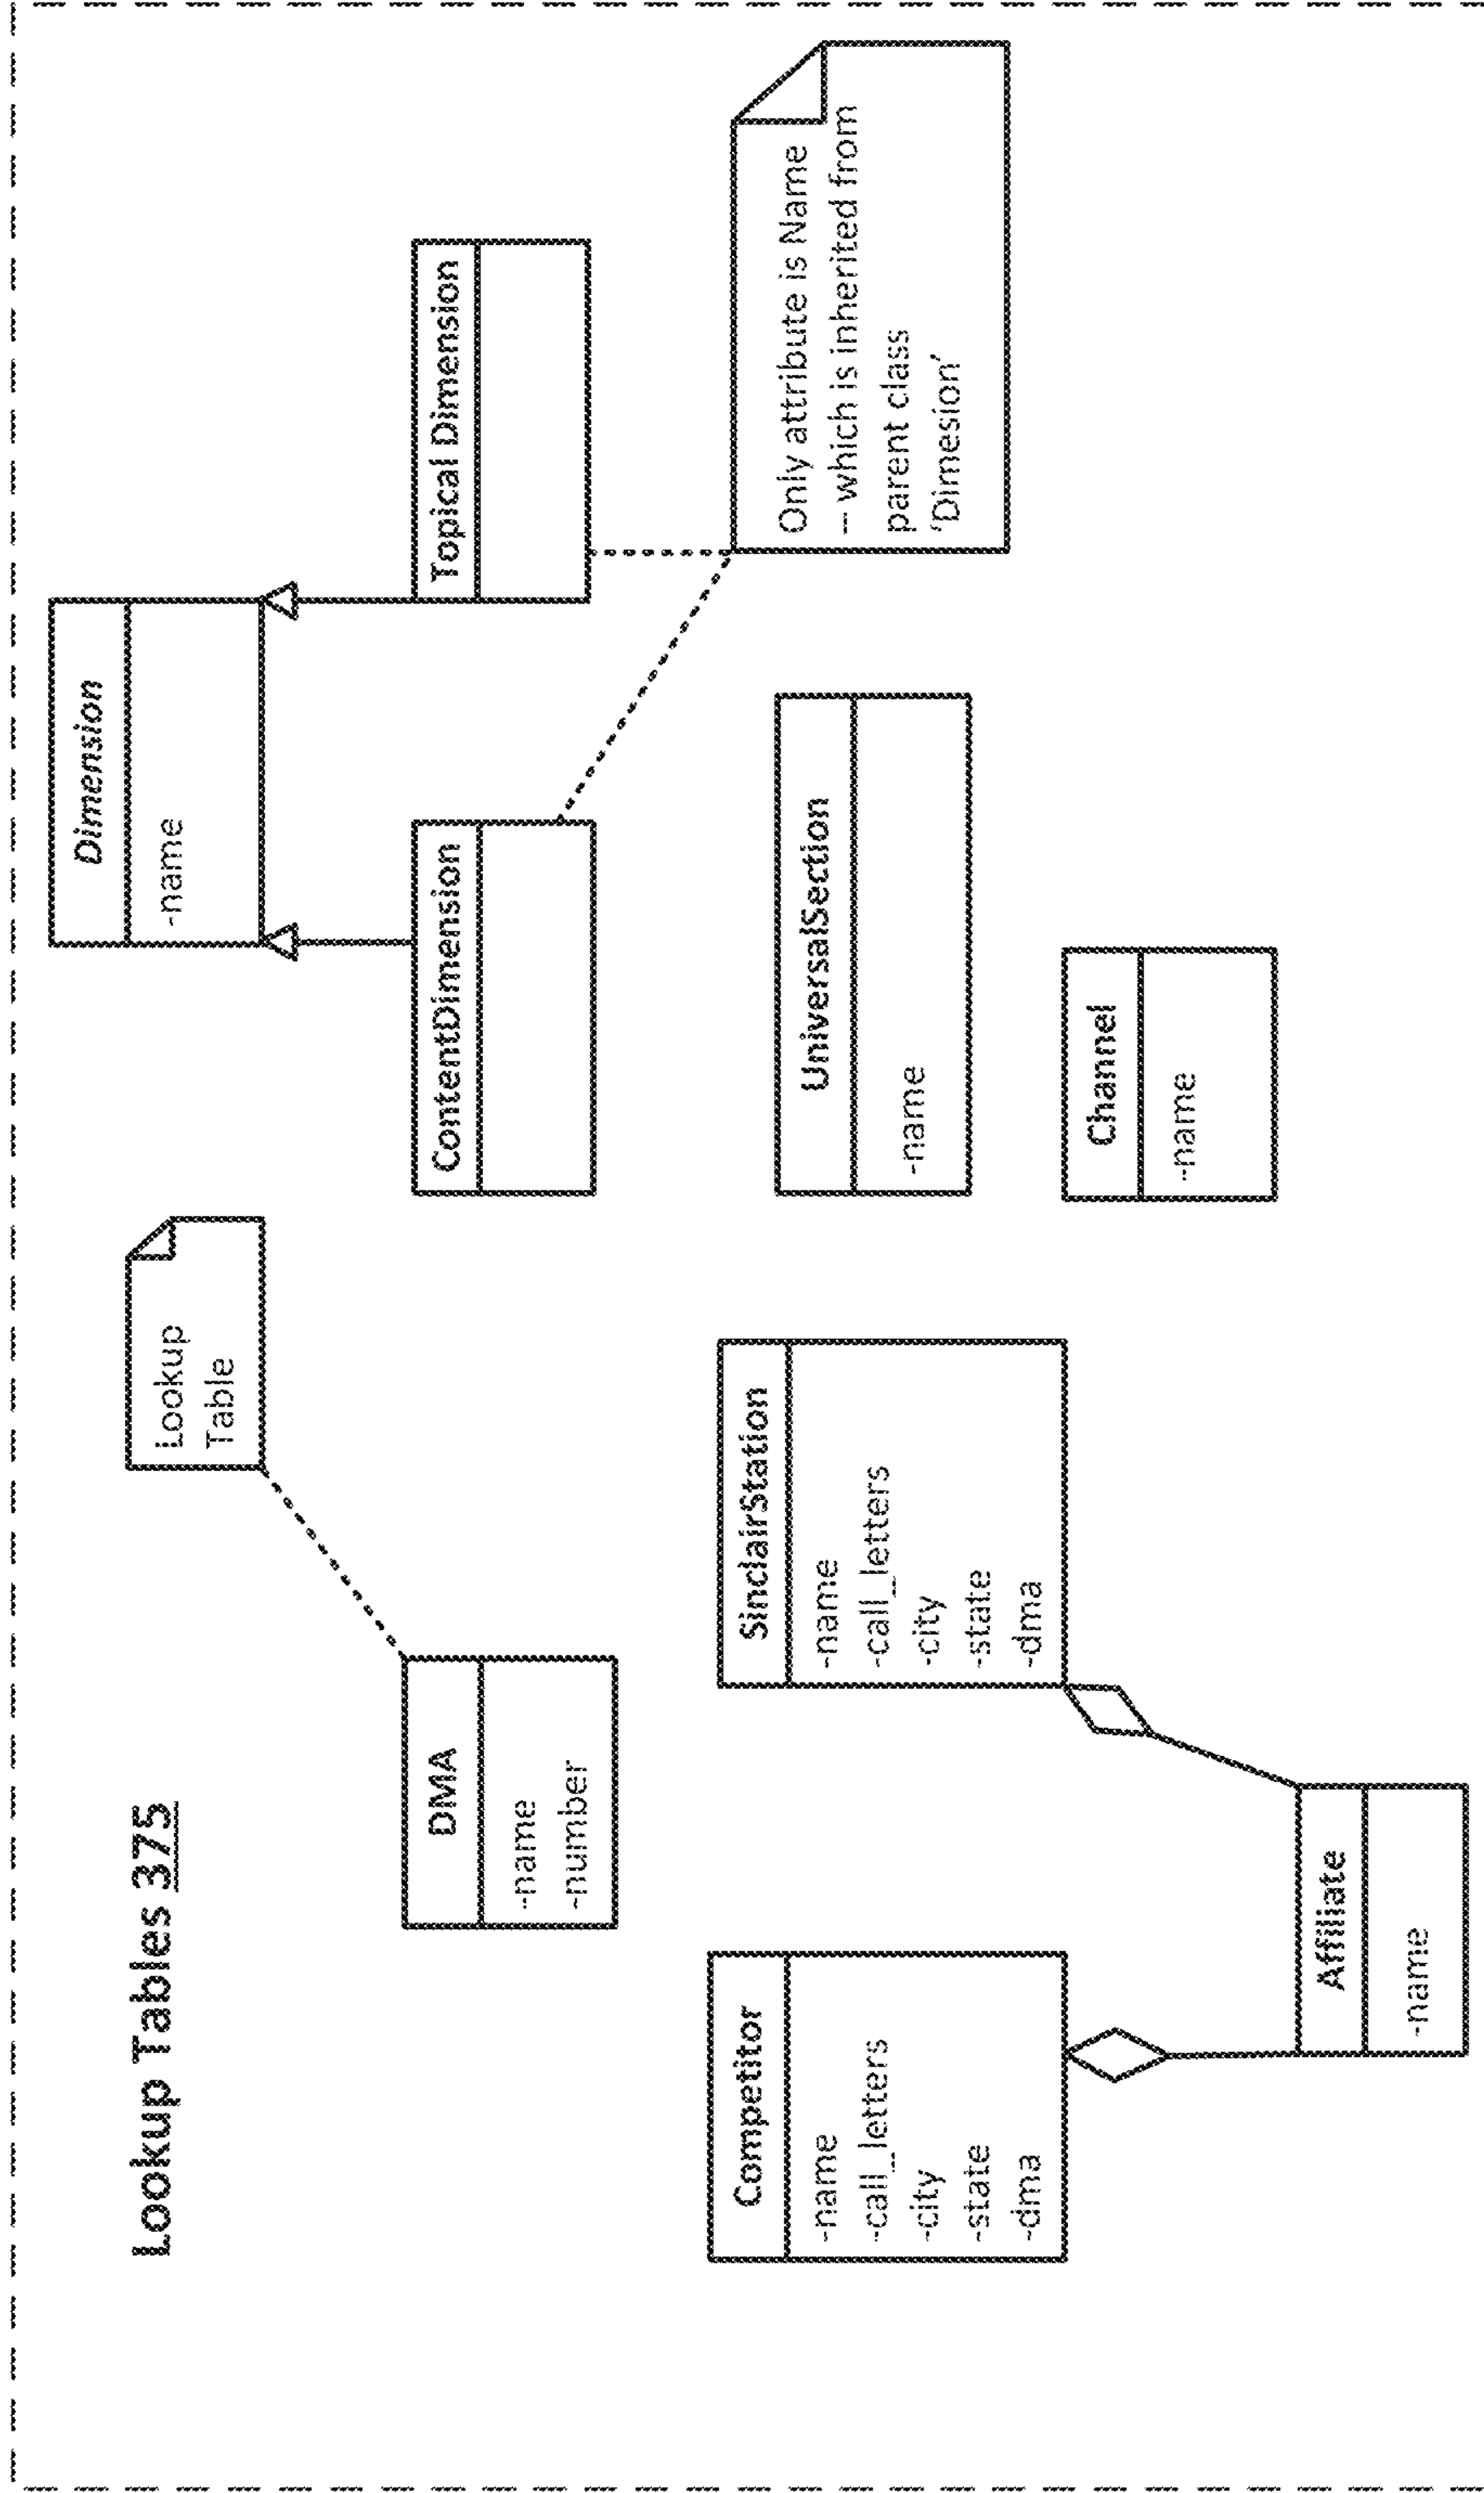 Lookup Tables 375
Lookup
Table
Dimension
-name
DMA
-name
-number
ContentDimension
Topical Dimension
Competitor
-name
-call_letters
-city
-state
-dma
SinclairStation
-name
-call_letters
-city
-state
-dma
UniversalSection
-name
Only attribute is Name
– which is inherited from
parent class
‘Dimesion’
Channel
-name
Affiliate
-name